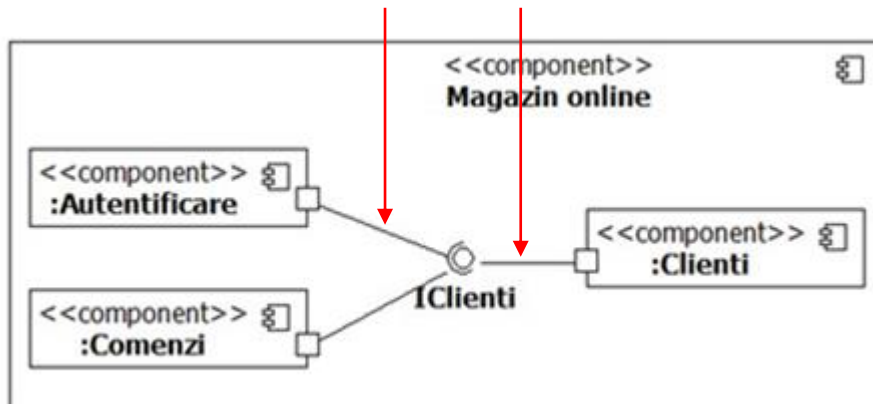 <<component>>
Magazin online
<<component>>
:Autentificare
<<component>>
:Clienti
IClienti
<<component>>
:Comenzi